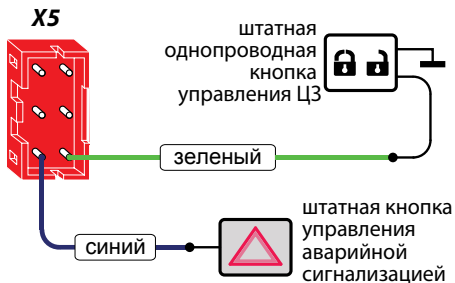 X5
штатная
однопроводная
кнопка
управления ЦЗ
зеленый
синий
штатная кнопка
управления
аварийной
сигнализацией